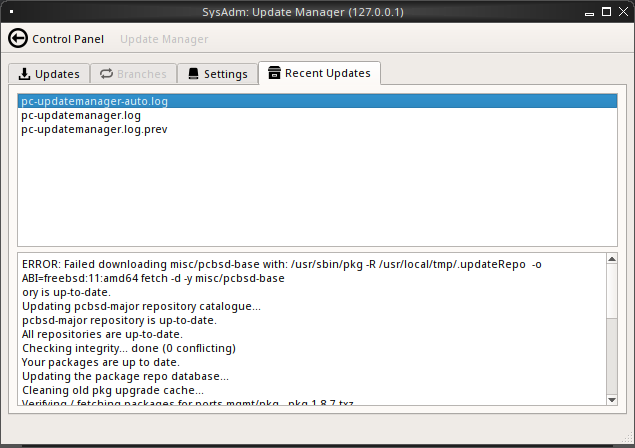 SysAdm: Update Manager (127.0.0.1)
Control Panel Update Manager
Updates Branches Settings Recent Updates
pc-updatemanager-auto.log
pc-updatemanager.log
pc-updatemanager.log.prev
ERROR: Failed downloading misc/pcbsd-base with: /usr/sbin/pkg -R /usr/local/tmp/.updateRepo -o
ABI=freebsd:11:amd64 fetch -d -y misc/pcbsd-base
ory is up-to-date.
Updating pcbsd-major repository catalogue...
pcbsd-major repository is up-to-date.
All repositories are up-to-date.
Checking integrity... done (0 conflicting)
Your packages are up to date.
Updating the package repo database...
Cleaning old pkg upgrade cache...
Verifying / fetching packages for ports-mgmt/pkg - pkg-1.8.7.txz